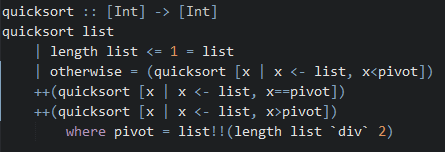 quicksort :: [Int] -> [Int]
quicksort list
    | length list <= 1 = list
    | otherwise = (quicksort [x | x <- list, x<pivot])
    ++(quicksort [x | x <- list, x==pivot])
    ++(quicksort [x | x <- list, x>pivot])
        where pivot = list!!(length list `div` 2)